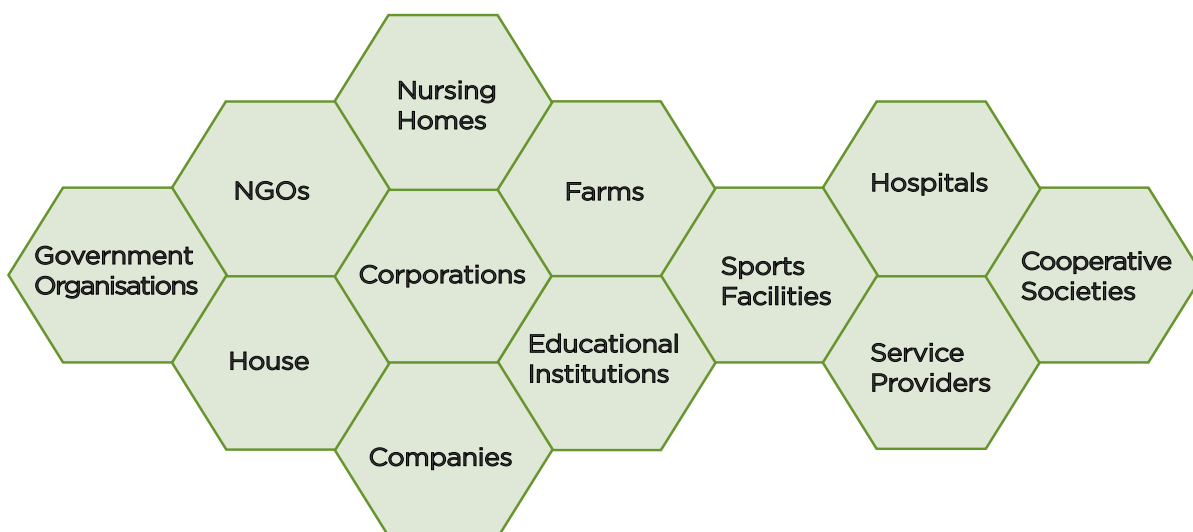 Nursing
Homes
NGOs
Farms
Hospitals
Government
Organisations
Corporations
Sports
Facilities
Cooperative
Societies
House
Educational
Institutions
Service
Providers
Companies